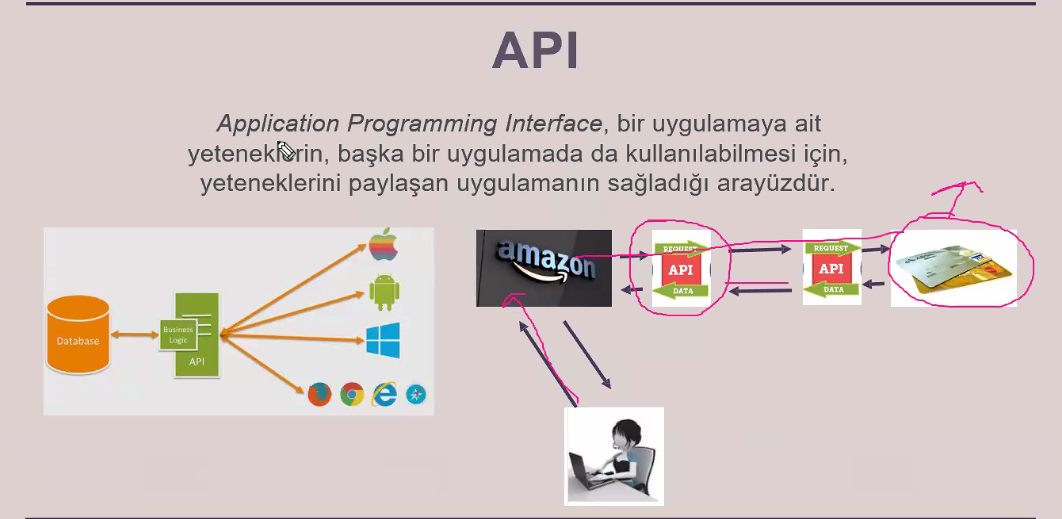 API
Application Programming Interface, bir uygulamaya ait
yeteneklerin, başka bir uygulamada da kullanılabilmesi için,
yeteneklerini paylaşan uygulamanın sağladığı arayüzdür.
Database
Business
Logic
API
amazon
REQUEST
API
DATA
REQUEST
API
DATA